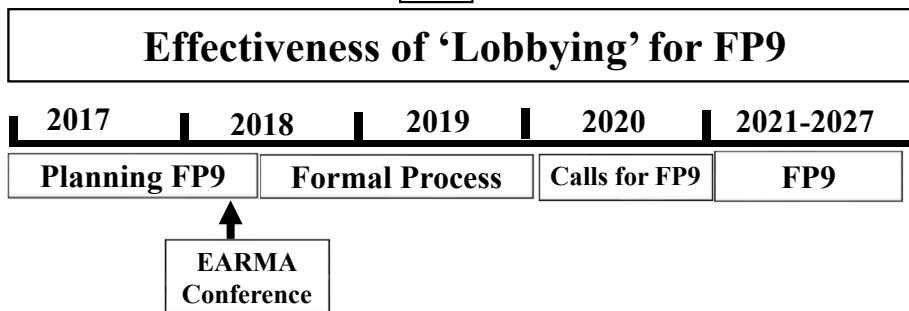 Effectiveness of ‘Lobbying’ for FP9
2017 2018 2019 2020 2021-2027
Planning FP9 Formal Process Calls for FP9 FP9
EARMA
Conference